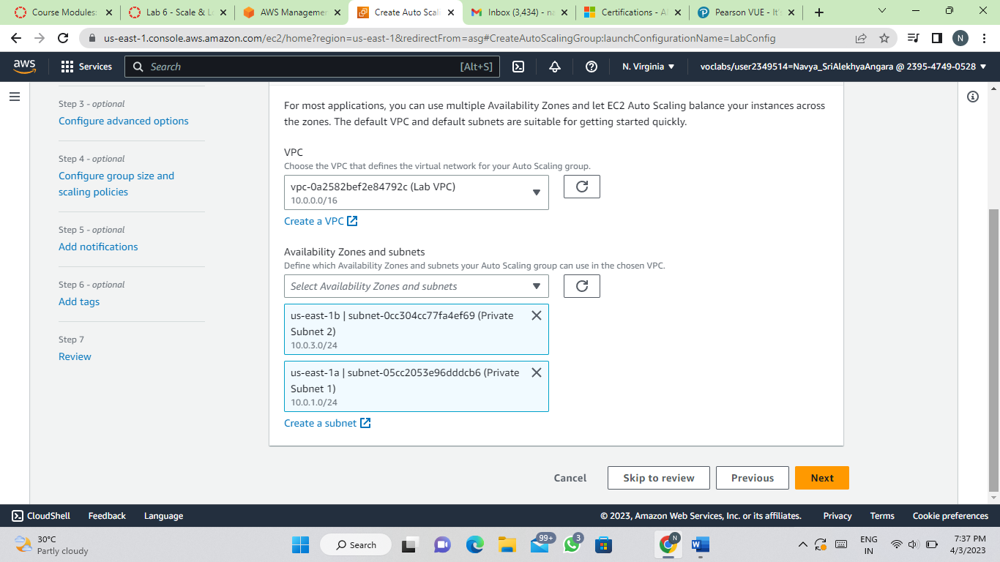 Course Modules:
Lab 6 - Scale & L
AWS Managemen
Create Auto Scali
Inbox (3,434) - na
Certifications - A
Pearson VUE - It's
us-east-1.console.aws.amazon.com/ec2/home?region=us-east-1&redirectFrom=asg#CreateAutoScalingGroup:launchConfigurationName=LabConfig
N
aws
Services
Search
[Alt+S]
N. Virginia
voclabs/user2349514=Navya_SriAlekhyaAngara @ 2395-4749-0528
Step 3 - optional
Configure advanced options
Step 4 - optional
Configure group size and
scaling policies
Step 5 - optional
Add notifications
Step 6 - optional
Add tags
Step 7
Review
For most applications, you can use multiple Availability Zones and let EC2 Auto Scaling balance your instances across
the zones. The default VPC and default subnets are suitable for getting started quickly.
VPC
Choose the VPC that defines the virtual network for your Auto Scaling group.
vpc-0a2582bef2e84792c (Lab VPC)
10.0.0.0/16
Create a VPC
Availability Zones and subnets
Define which Availability Zones and subnets your Auto Scaling group can use in the chosen VPC.
Select Availability Zones and subnets
us-east-1b | subnet-0cc304cc77fa4ef69 (Private
Subnet 2)
10.0.3.0/24
us-east-1a | subnet-05cc2053e96dddcb6 (Private
Subnet 1)
10.0.1.0/24
Create a subnet
Cancel
Skip to review
Previous
Next
CloudShell
Feedback
Language
© 2023, Amazon Web Services, Inc. or its affiliates.
Privacy
Terms
Cookie preferences
30°C
Partly cloudy
Search
99+
3
N
ENG
IN
7:37 PM
4/3/2023